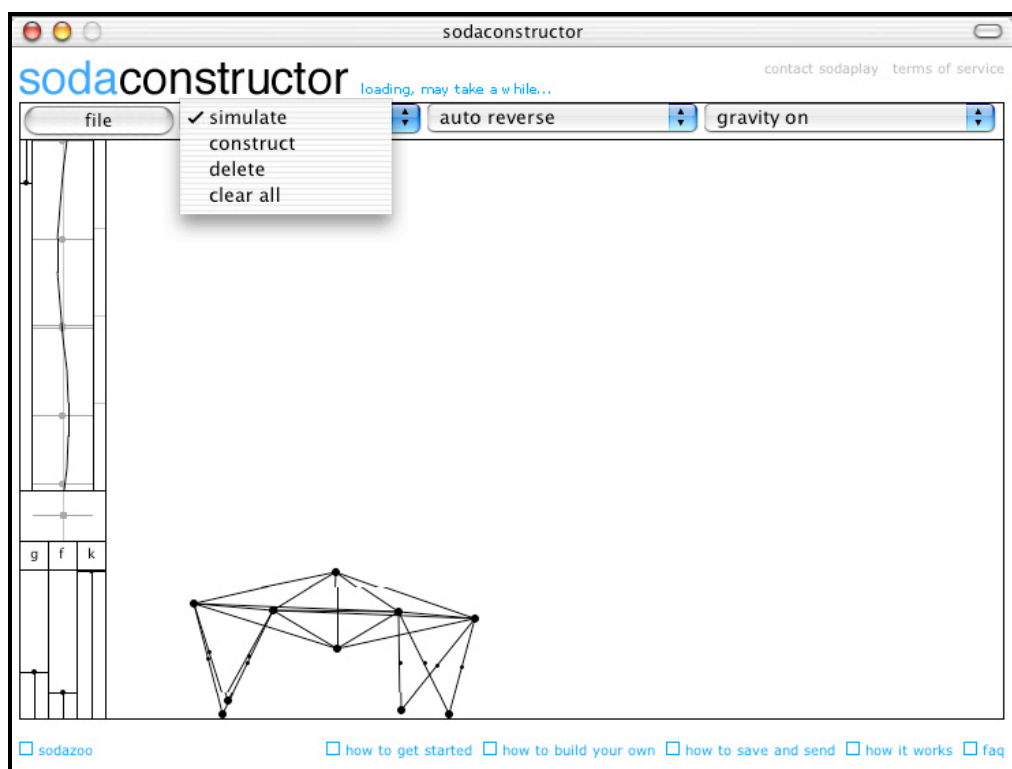 sodaconstructor
sodaconstructor loading, may take a while...
contact sodaplay terms of service
file
✓ simulate
construct
delete
clear all
auto reverse
gravity on
g f k
sodazoo
how to get started how to build your own how to save and send how it works faq